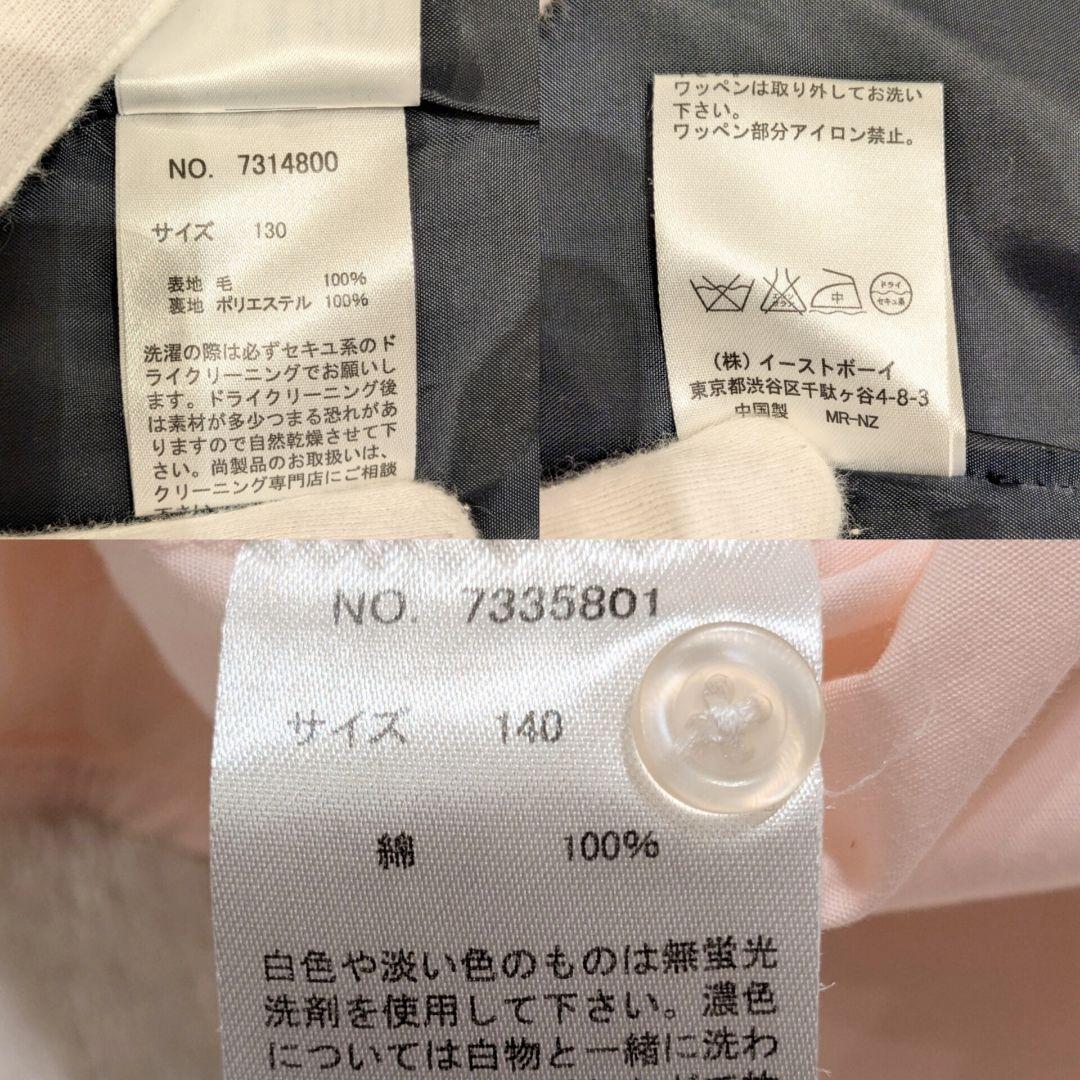 NO. 7314800
サイズ 130
表地 毛 100%
裏地 ポリエステル 100%
洗濯の際は必ずセキユ系のド
ライクリーニングでお願いし
ます。ドライクリーニング後
は素材が多少つまる恐れがあ
りますので自然乾燥させて下
さい。尚製品のお取扱いは、
クリーニング専門店にご相談
下さい。
ワッペンは取り外してお洗い
下さい。
ワッペン部分アイロン禁止。
エンソ
サラシ
中
ドライ
セキユ系
(株)イーストボーイ
東京都渋谷区千駄ヶ谷4-8-3
中国製 MR-NZ
NO. 7335801
サイズ 140
綿 100%
白色や淡い色のものは無蛍光
洗剤を使用して下さい。濃色
については白物と一緒に洗わ